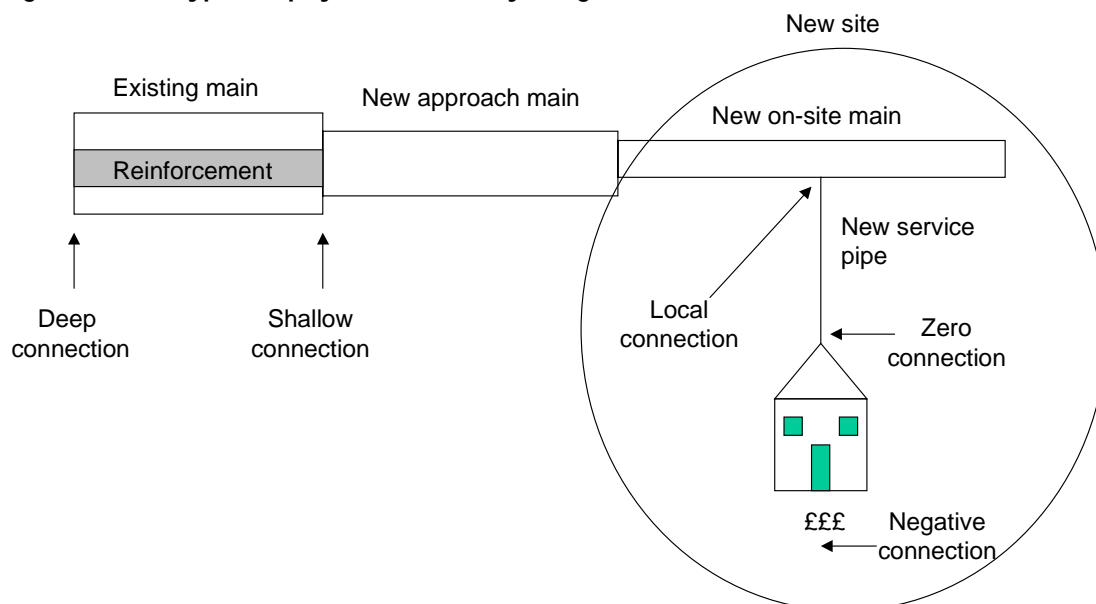 New site
Existing main
New approach main
New on-site main
Reinforcement
New service
pipe
Deep
connection
Shallow
connection
Local
connection
Zero
connection
£££
Negative
connection